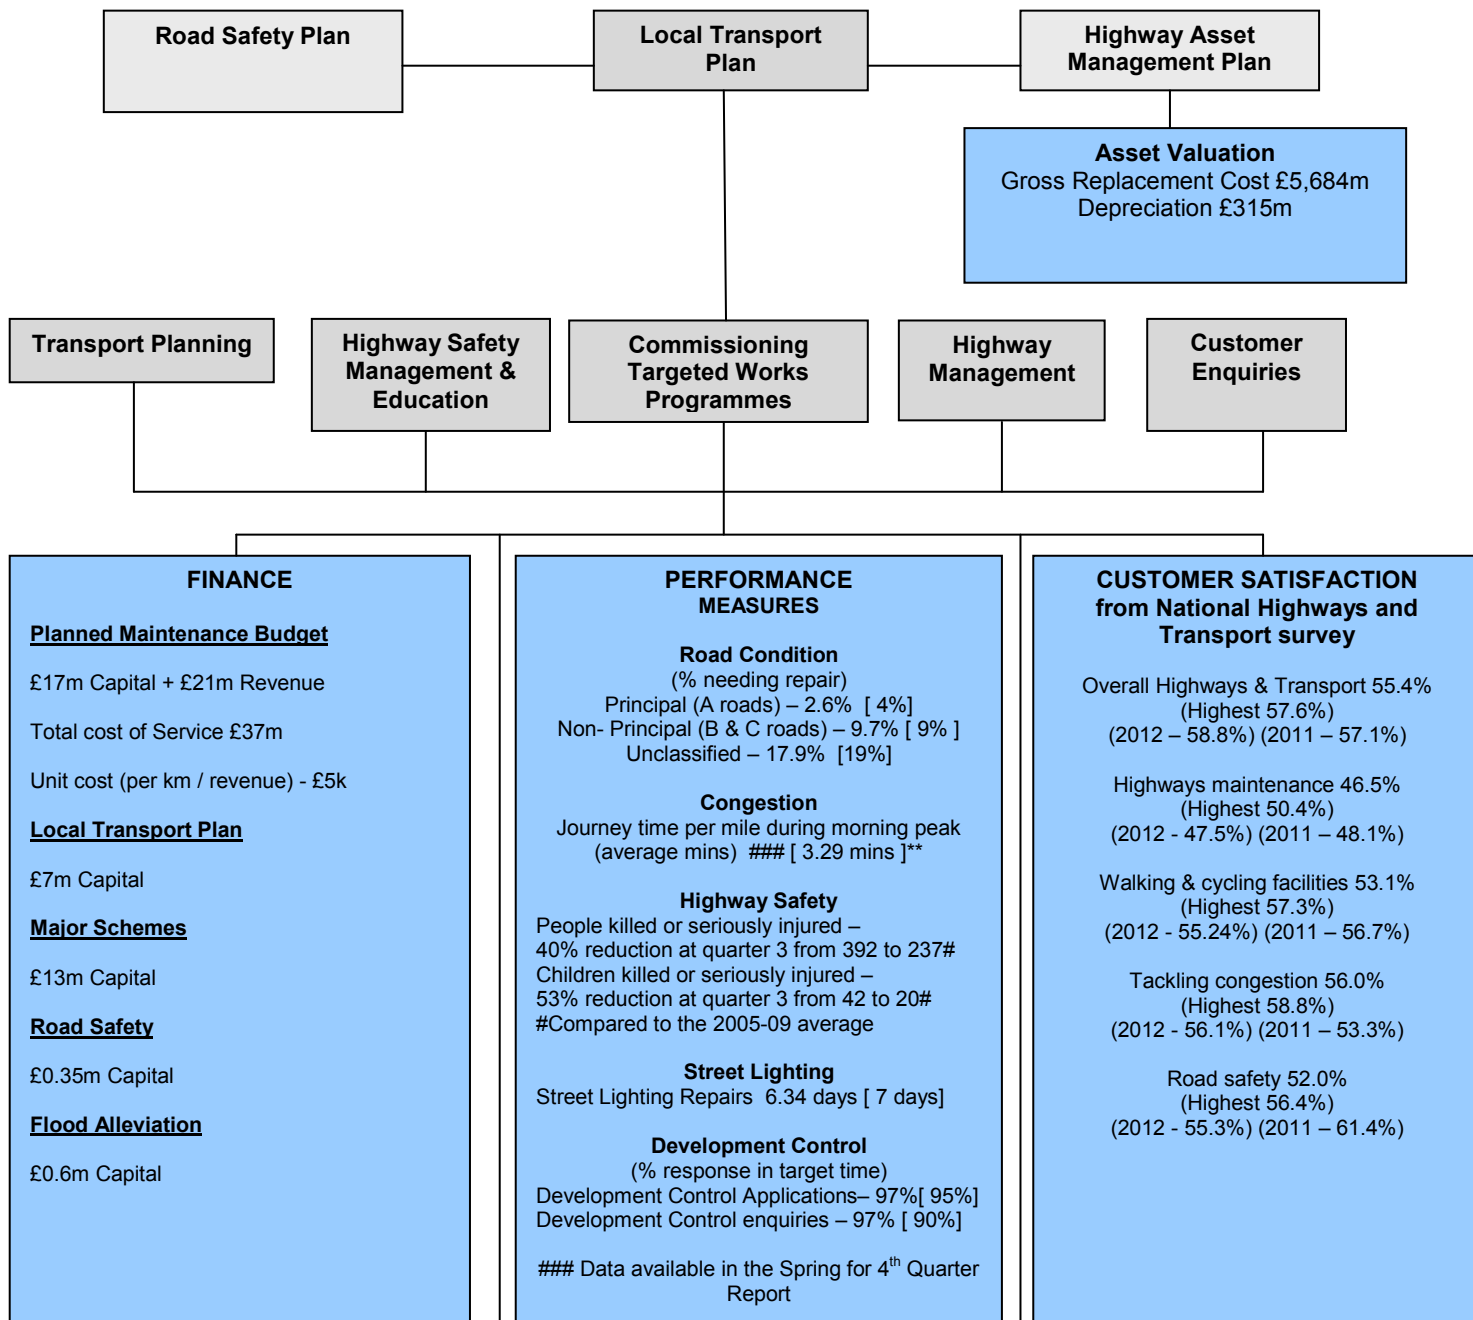 Road Safety Plan
Local Transport
Plan
Highway Asset
Management Plan
Asset Valuation
Gross Replacement Cost £5,684m
Depreciation £315m
Transport Planning
Highway Safety
Management &
Education
Commissioning
Targeted Works
Programmes
Highway
Management
Customer
Enquiries
FINANCE
Planned Maintenance Budget
£17m Capital + £21m Revenue
Total cost of Service £37m
Unit cost (per km / revenue) - £5k
Local Transport Plan
£7m Capital
Major Schemes
£13m Capital
Road Safety
£0.35m Capital
Flood Alleviation
£0.6m Capital
PERFORMANCE
MEASURES
Road Condition
(% needing repair)
Principal (A roads) – 2.6% [ 4%]
Non- Principal (B & C roads) – 9.7% [ 9% ]
Unclassified – 17.9% [19%]
Congestion
Journey time per mile during morning peak
(average mins) ### [ 3.29 mins ]**
Highway Safety
People killed or seriously injured –
40% reduction at quarter 3 from 392 to 237#
Children killed or seriously injured –
53% reduction at quarter 3 from 42 to 20#
#Compared to the 2005-09 average
Street Lighting
Street Lighting Repairs 6.34 days [ 7 days]
Development Control
(% response in target time)
Development Control Applications– 97%[ 95%]
Development Control enquiries – 97% [ 90%]
### Data available in the Spring for 4th Quarter
Report
CUSTOMER SATISFACTION
from National Highways and
Transport survey
Overall Highways & Transport 55.4%
(Highest 57.6%)
(2012 – 58.8%) (2011 – 57.1%)
Highways maintenance 46.5%
(Highest 50.4%)
(2012 - 47.5%) (2011 – 48.1%)
Walking & cycling facilities 53.1%
(Highest 57.3%)
(2012 - 55.24%) (2011 – 56.7%)
Tackling congestion 56.0%
(Highest 58.8%)
(2012 - 56.1%) (2011 – 53.3%)
Road safety 52.0%
(Highest 56.4%)
(2012 - 55.3%) (2011 – 61.4%)